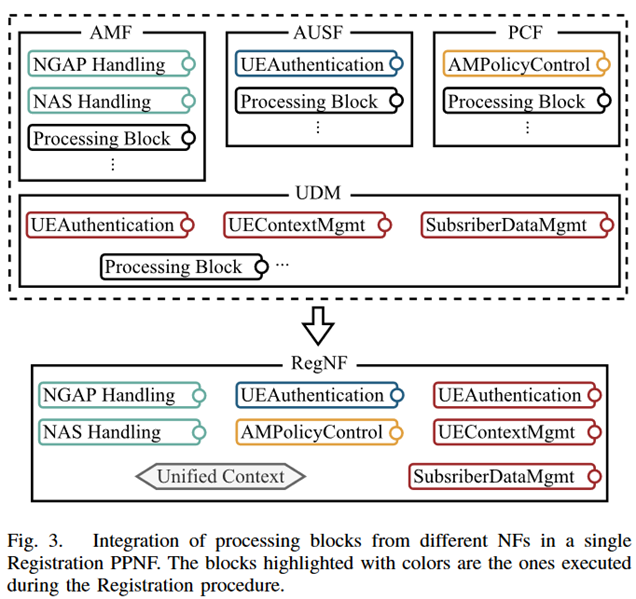 AMF
NGAP Handling
NAS Handling
Processing Block
⋮
AUSF
UEAuthentication
Processing Block
⋮
PCF
AMPolicyControl
Processing Block
⋮
UDM
UEAuthentication UEContextMgmt SubsriberDataMgmt
Processing Block ...
RegNF
NGAP Handling UEAuthentication UEAuthentication
NAS Handling AMPolicyControl UEContextMgmt
Unified Context SubsriberDataMgmt
Fig. 3. Integration of processing blocks from different NFs in a single
Registration PPNF. The blocks highlighted with colors are the ones executed
during the Registration procedure.